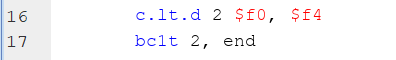 16 c.lt.d 2 $f0, $f4
17 bc1t 2, end